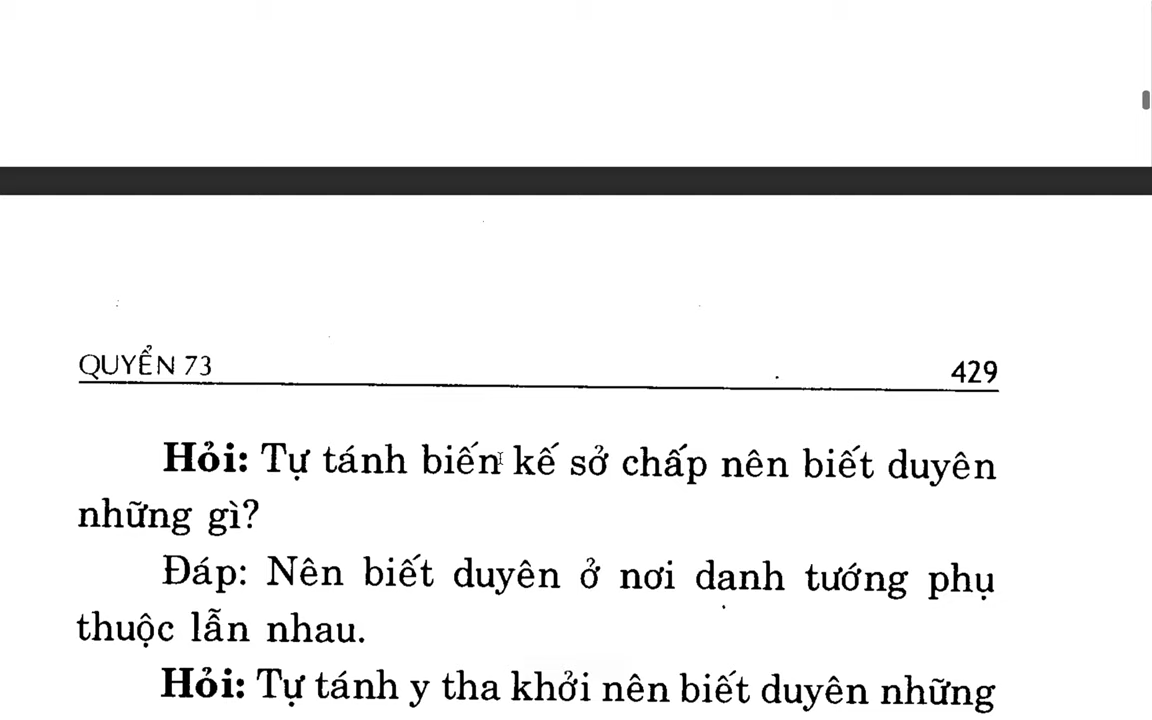 QUYỂN 73
429
Hỏi: Tự tánh biến kế sở chấp nên biết duyên
những gì?
Đáp: Nên biết duyên ở nơi danh tướng phụ
thuộc lẫn nhau.
Hỏi: Tự tánh y tha khởi nên biết duyên những